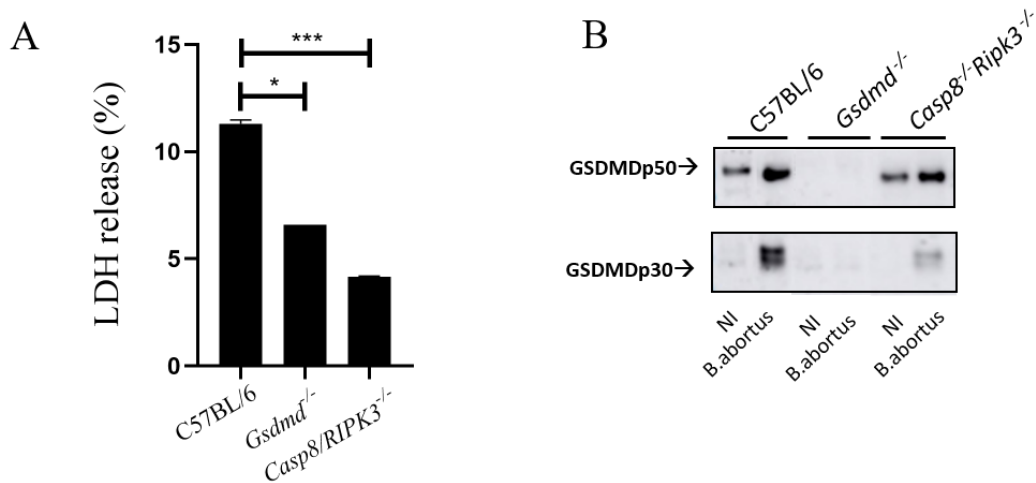 A
LDH release (%)
15
10
5
0
***
*
C57BL/6
Gsdmd-/-
Casp8/RIPK3-/-
B
C57BL/6
Gsdmd-/-
Casp8-/-Ripk3-/-
GSDMDp50→
GSDMDp30→
NI
B.abortus
NI
B.abortus
NI
B.abortus